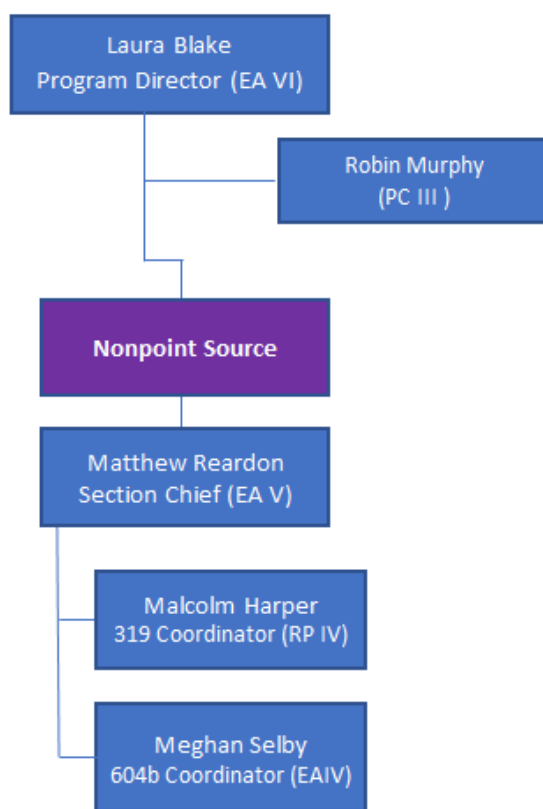 Laura Blake
Program Director (EA VI)
Robin Murphy
(PC III )
Nonpoint Source
Matthew Reardon
Section Chief (EA V)
Malcolm Harper
319 Coordinator (RP IV)
Meghan Selby
604b Coordinator (EAIV)